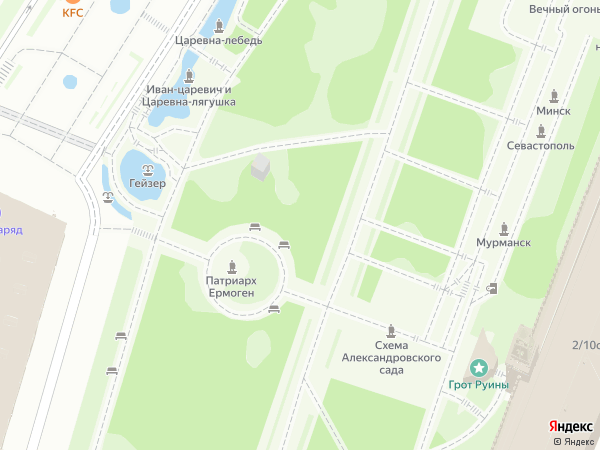 KFC
Вечный огонь
Царевна-лебедь
Иван-царевич и
Царевна-лягушка
Минск
Севастополь
Гейзер
Мурманск
Патриарх
Ермоген
Схема
Александровского
сада
2/10с
Грот Руины
Яндекс
© Яндекс